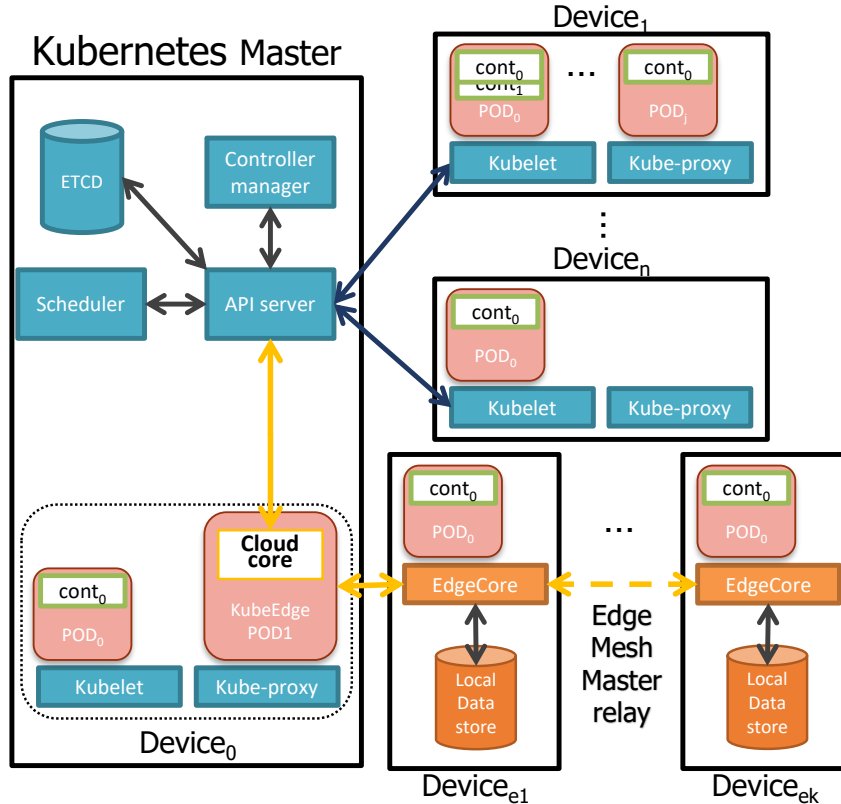 Kubernetes Master
ETCD
Controller
manager
Scheduler
API server
Cloud
core
KubeEdge
POD1
cont₀
POD₀
Kubelet
Kube-proxy
Device₀
Device₁
cont₀
cont₁
POD₀
...
cont₀
PODⱼ
Kubelet
Kube-proxy
...
Deviceₙ
cont₀
POD₀
Kubelet
Kube-proxy
cont₀
POD₀
EdgeCore
Local
Data
store
Deviceₑ₁
...
Edge
Mesh
Master
relay
cont₀
POD₀
EdgeCore
Local
Data
store
Deviceₑₖ